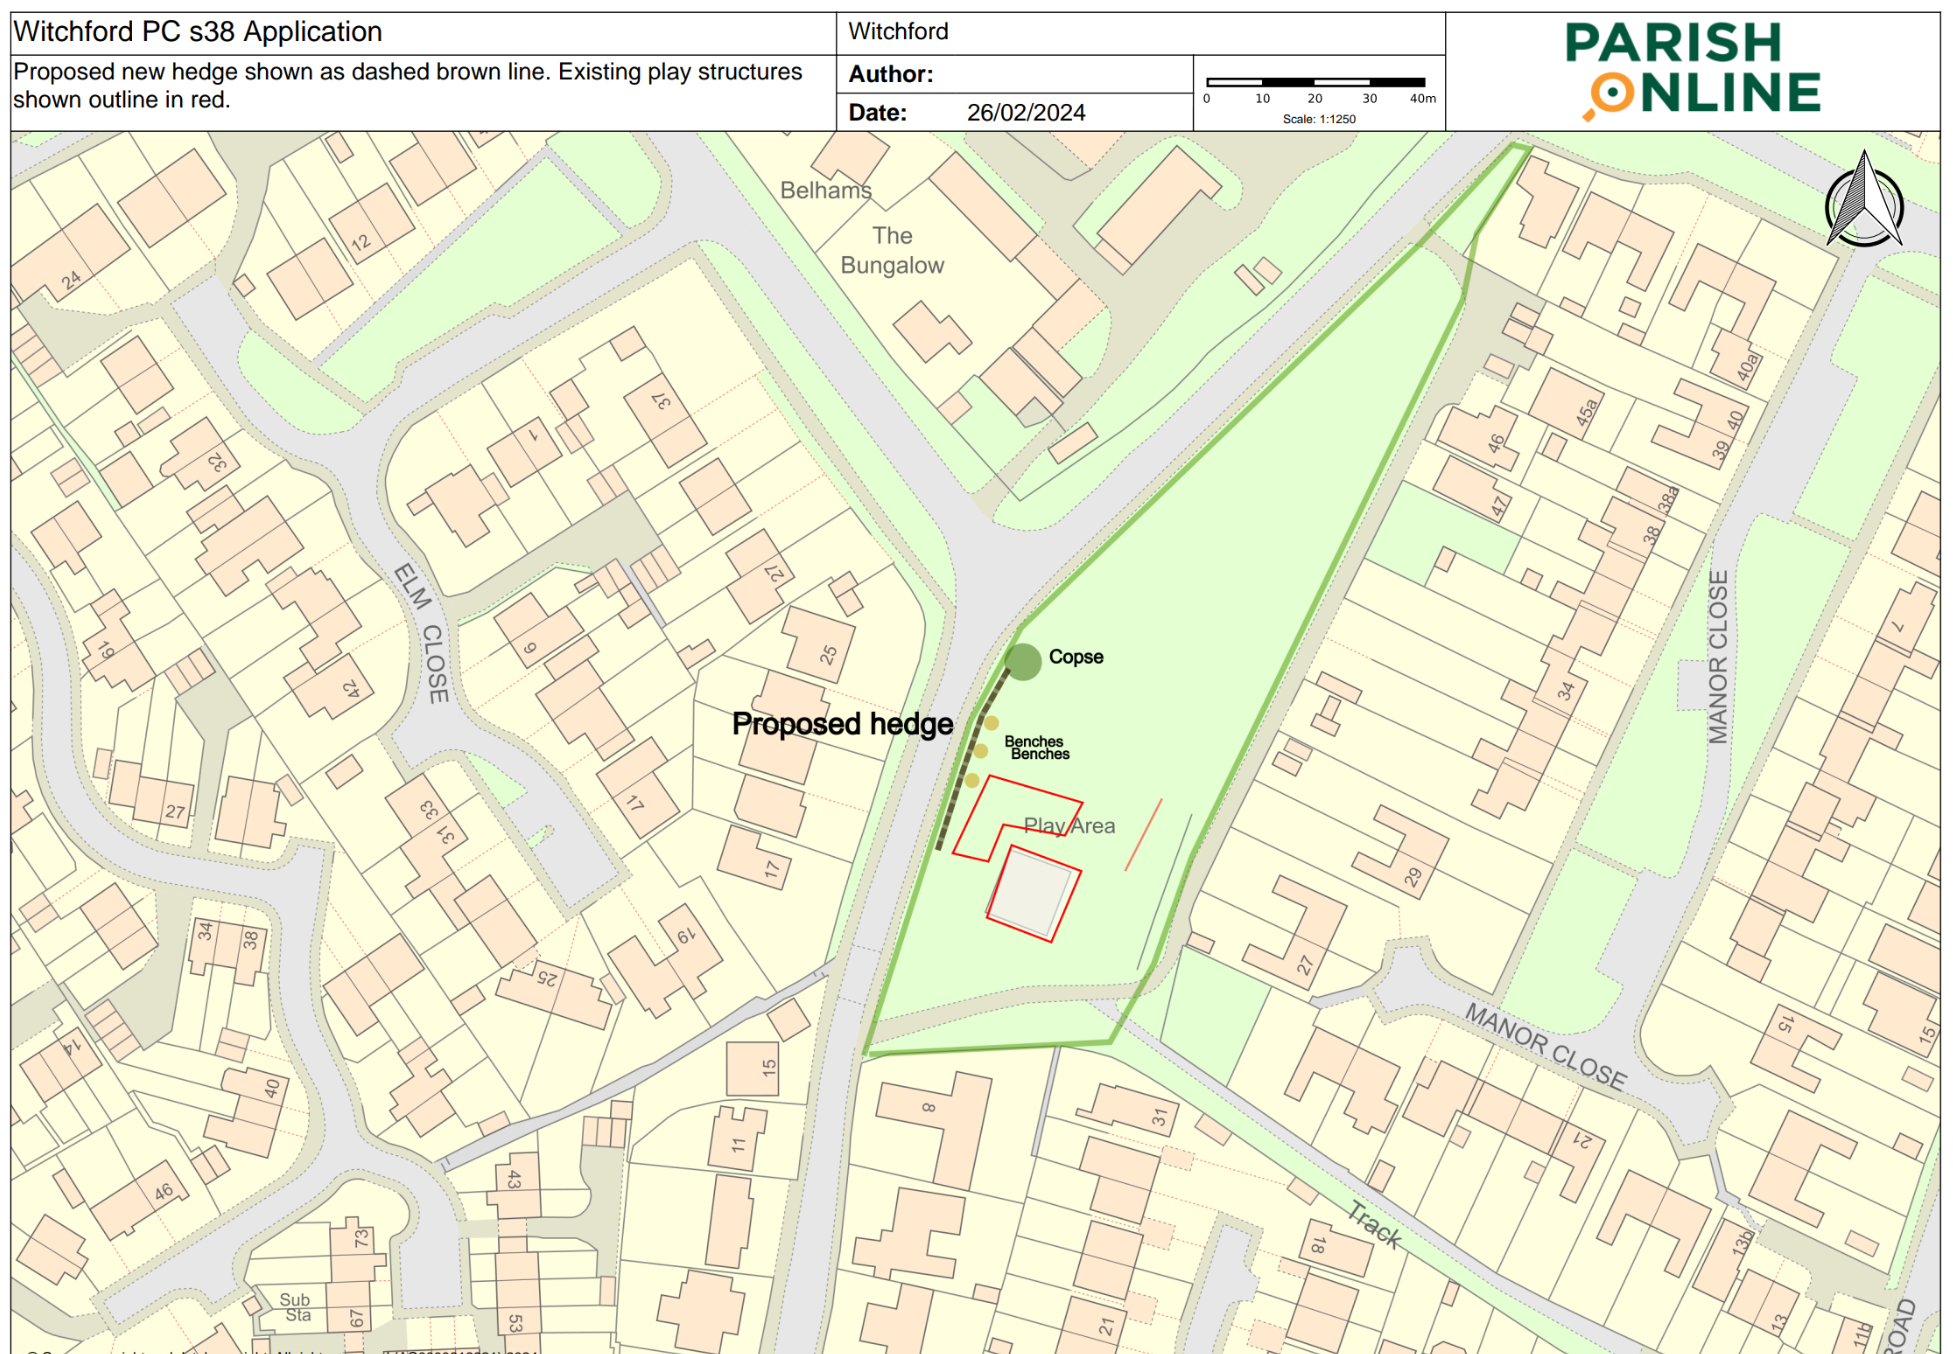 Witchford PC s38 Application
Proposed new hedge shown as dashed brown line. Existing play structures
shown outline in red.
Witchford
Author:
Date: 26/02/2024
0 10 20 30 40m
Scale: 1:1250
PARISH
ONLINE
Belhams
The
Bungalow
12
24
37
1
32
40a
45a
40
39
46
47
38a
38
27
ELM CLOSE
9
16
42
25
7
MANOR CLOSE
34
Copse
Proposed hedge
Benches
Benches
Play Area
27
33
31
17
17
29
34
38
19
25
27
MANOR CLOSE
15
15
14
40
15
8
31
11
21
46
43
73
Track
18
13b
Sub
Sta
67
53
21
13
11b
ROAD